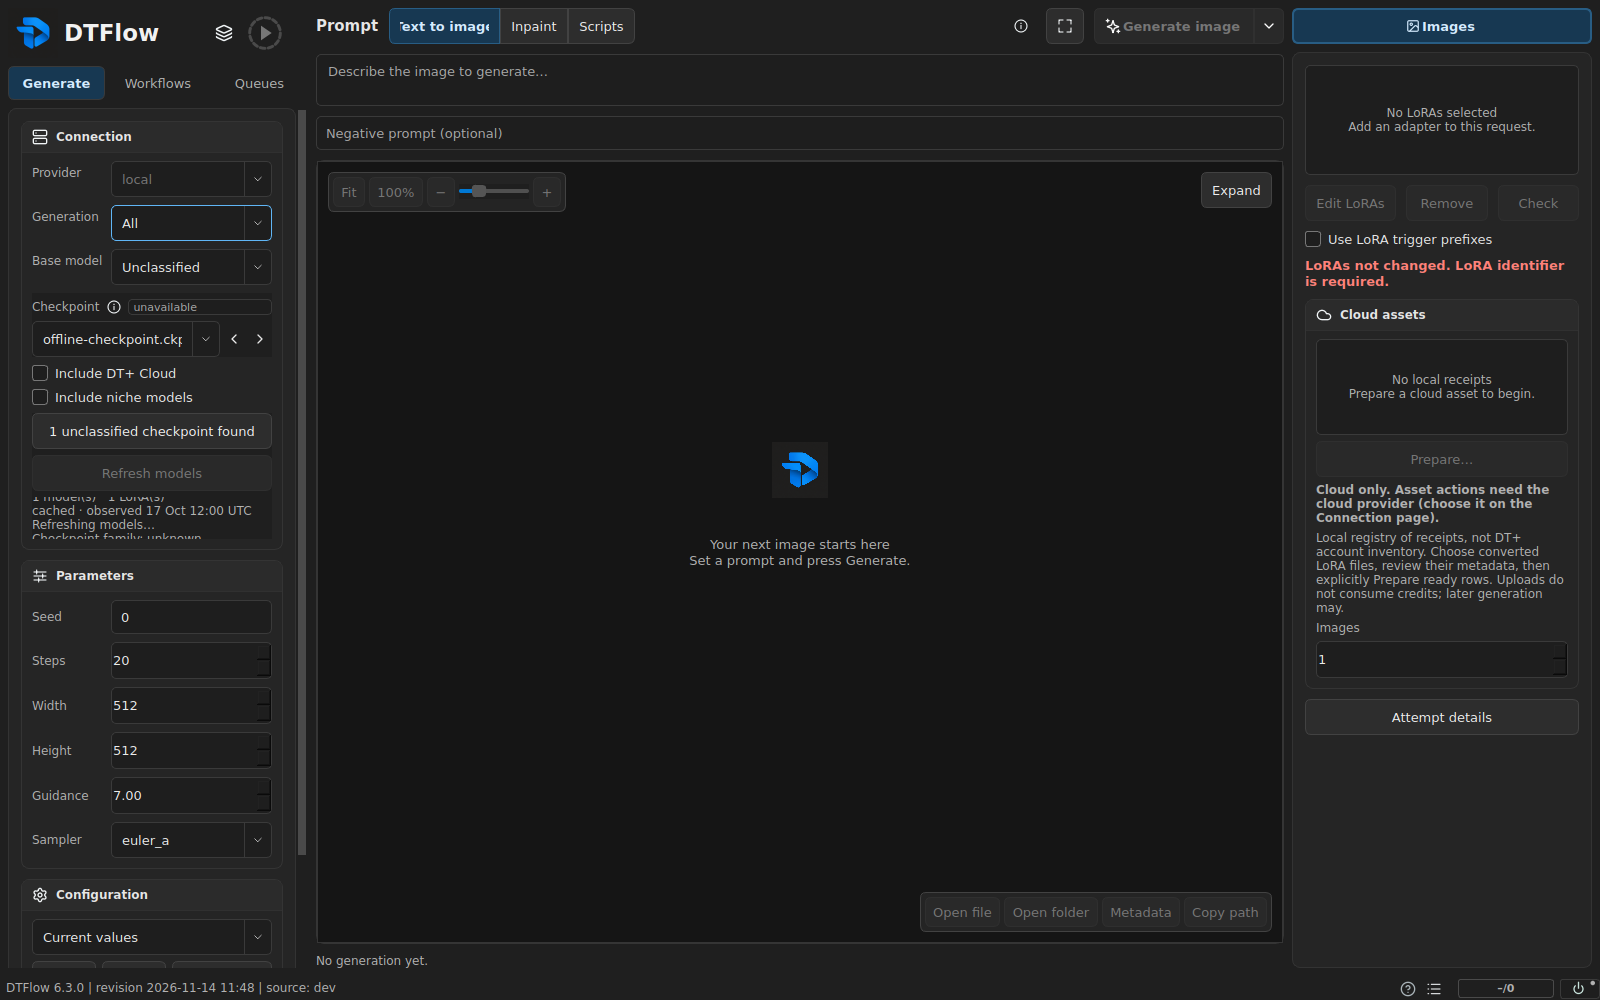 DTFlow
Generate
Workflows
Queues
Connection
Provider
local
Generation
All
Base model
Unclassified
Checkpoint
unavailable
offline-checkpoint.ckp
Include DT+ Cloud
Include niche models
1 unclassified checkpoint found
Refresh models
1 model(s) · 1 LoRA(s)
cached · observed 17 Oct 12:00 UTC
Refreshing models…
Checkpoint family: unknown
Parameters
Seed
0
Steps
20
Width
512
Height
512
Guidance
7.00
Sampler
euler_a
Configuration
Current values
Prompt
Text to image
Inpaint
Scripts
Generate image
Describe the image to generate...
Negative prompt (optional)
Fit
100%
−
+
Expand
Your next image starts here
Set a prompt and press Generate.
Open file
Open folder
Metadata
Copy path
No generation yet.
Images
No LoRAs selected
Add an adapter to this request.
Edit LoRAs
Remove
Check
Use LoRA trigger prefixes
LoRAs not changed. LoRA identifier
is required.
Cloud assets
No local receipts
Prepare a cloud asset to begin.
Prepare...
Cloud only. Asset actions need the
cloud provider (choose it on the
Connection page).
Local registry of receipts, not DT+
account inventory. Choose converted
LoRA files, review their metadata, then
explicitly Prepare ready rows. Uploads do
not consume credits; later generation
may.
Images
1
Attempt details
DTFlow 6.3.0 | revision 2026-11-14 11:48 | source: dev
–/0